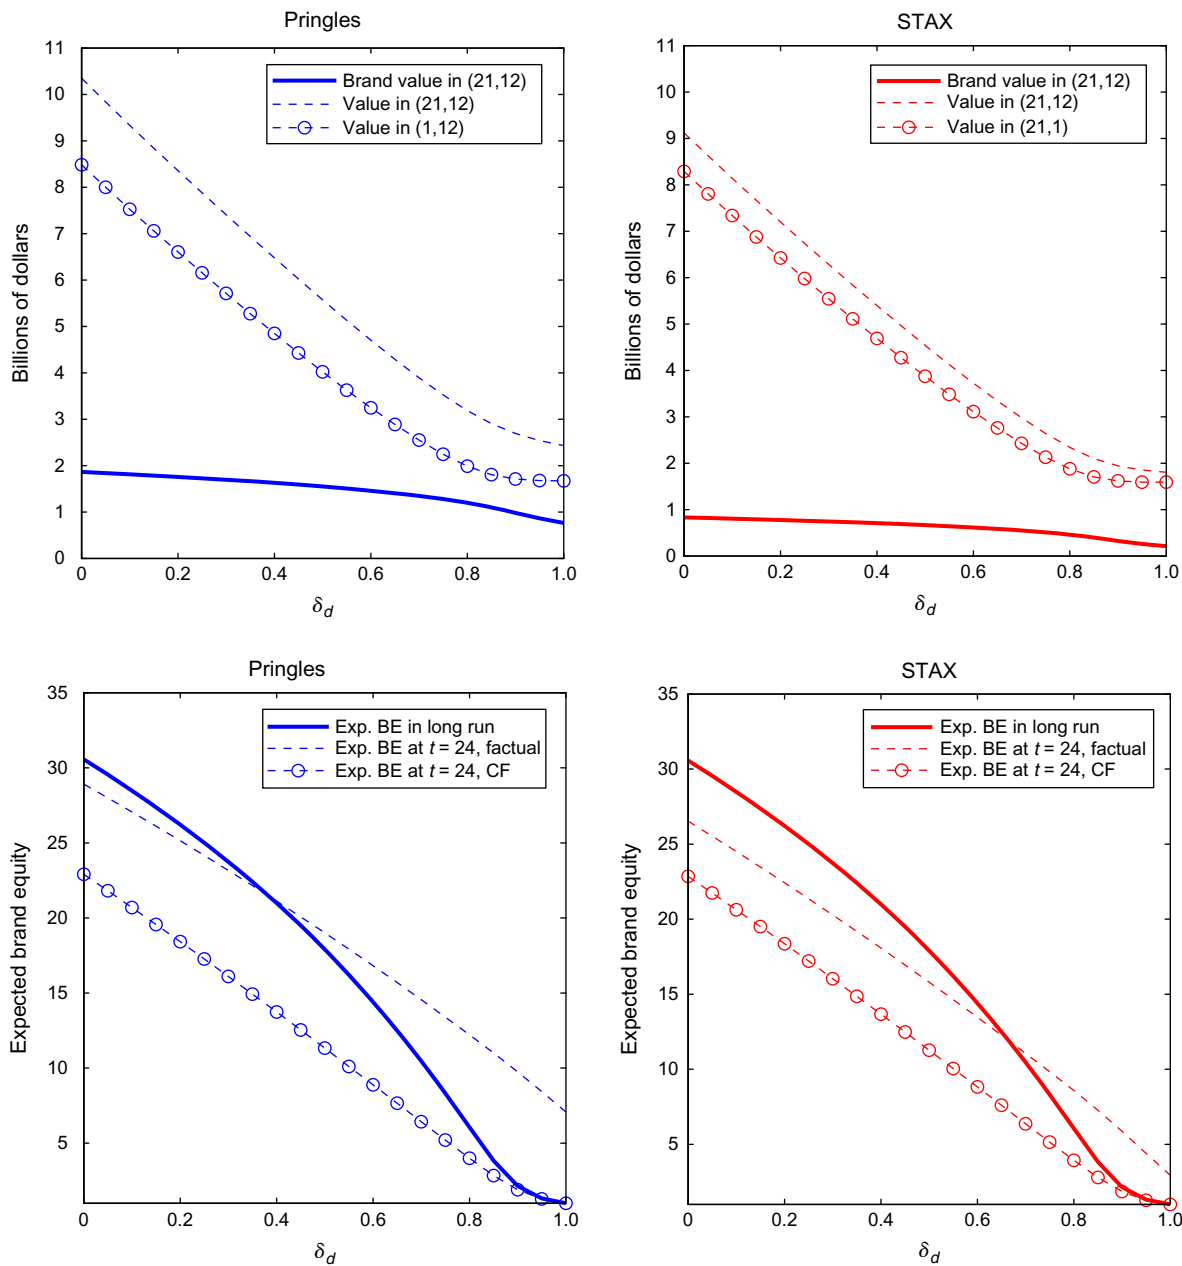 Pringles
11
10
9
8
7
6
5
4
3
2
1
0
Billions of dollars
Brand value in (21,12)
Value in (21,12)
Value in (1,12)
0
0.2
0.4
0.6
0.8
1.0
δd
STAX
11
10
9
8
7
6
5
4
3
2
1
0
Billions of dollars
Brand value in (21,12)
Value in (21,12)
Value in (21,1)
0
0.2
0.4
0.6
0.8
1.0
δd
Pringles
35
30
25
20
15
10
5
Expected brand equity
Exp. BE in long run
Exp. BE at t = 24, factual
Exp. BE at t = 24, CF
0
0.2
0.4
0.6
0.8
1.0
δd
STAX
35
30
25
20
15
10
5
Expected brand equity
Exp. BE in long run
Exp. BE at t = 24, factual
Exp. BE at t = 24, CF
0
0.2
0.4
0.6
0.8
1.0
δd